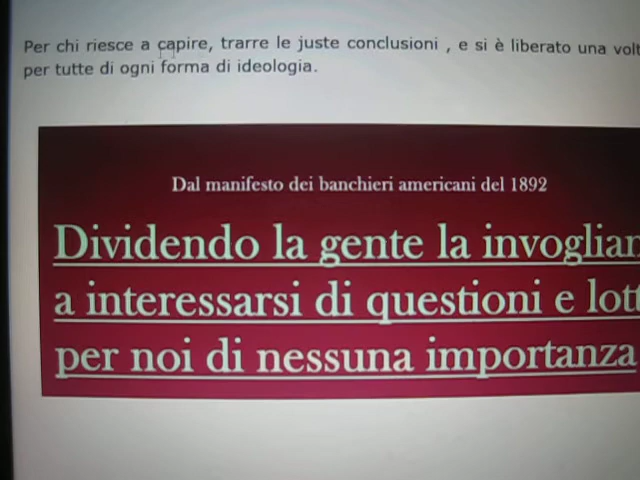 Per chi riesce a capire, trarre le juste conclusioni , e si è liberato una volt
per tutte di ogni forma di ideologia.
Dal manifesto dei banchieri americani del 1892
Dividendo la gente la invoglian
a interessarsi di questioni e lott
per noi di nessuna importanza